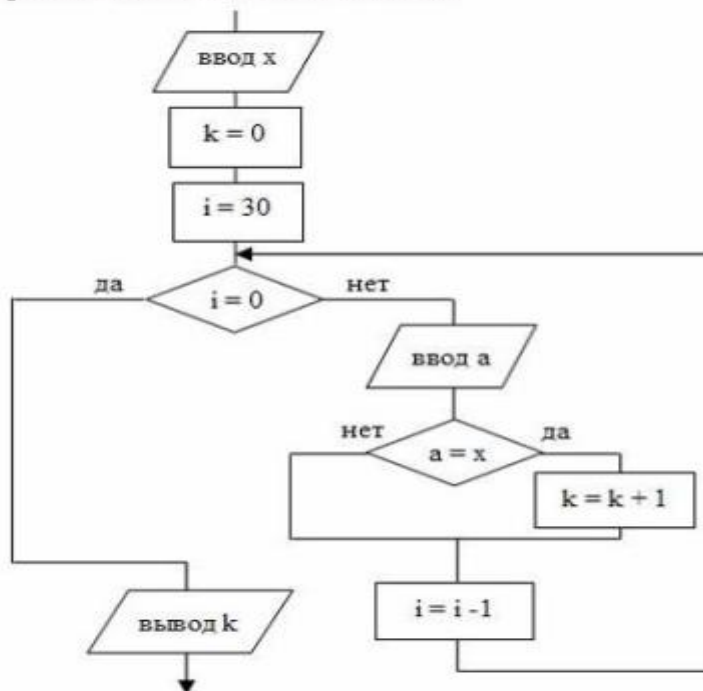 ввод x
k = 0
i = 30
да
i = 0
нет
ввод a
нет
a = x
да
k = k + 1
i = i -1
вывод k